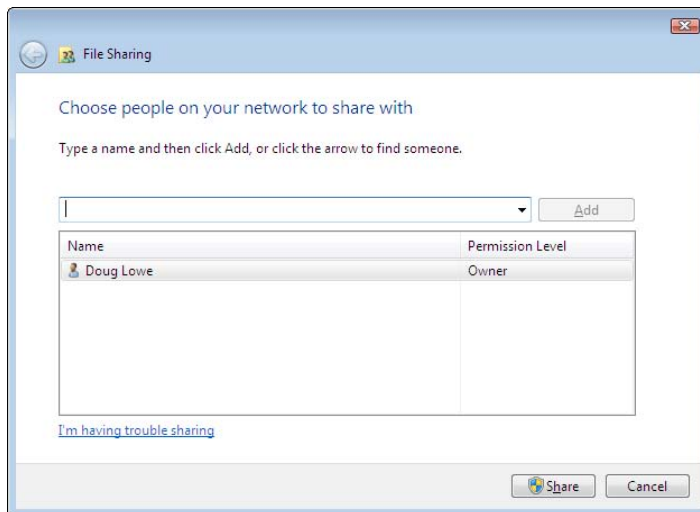 File Sharing
Choose people on your network to share with
Type a name and then click Add, or click the arrow to find someone.
Add
Name Permission Level
Doug Lowe Owner
I'm having trouble sharing
Share Cancel